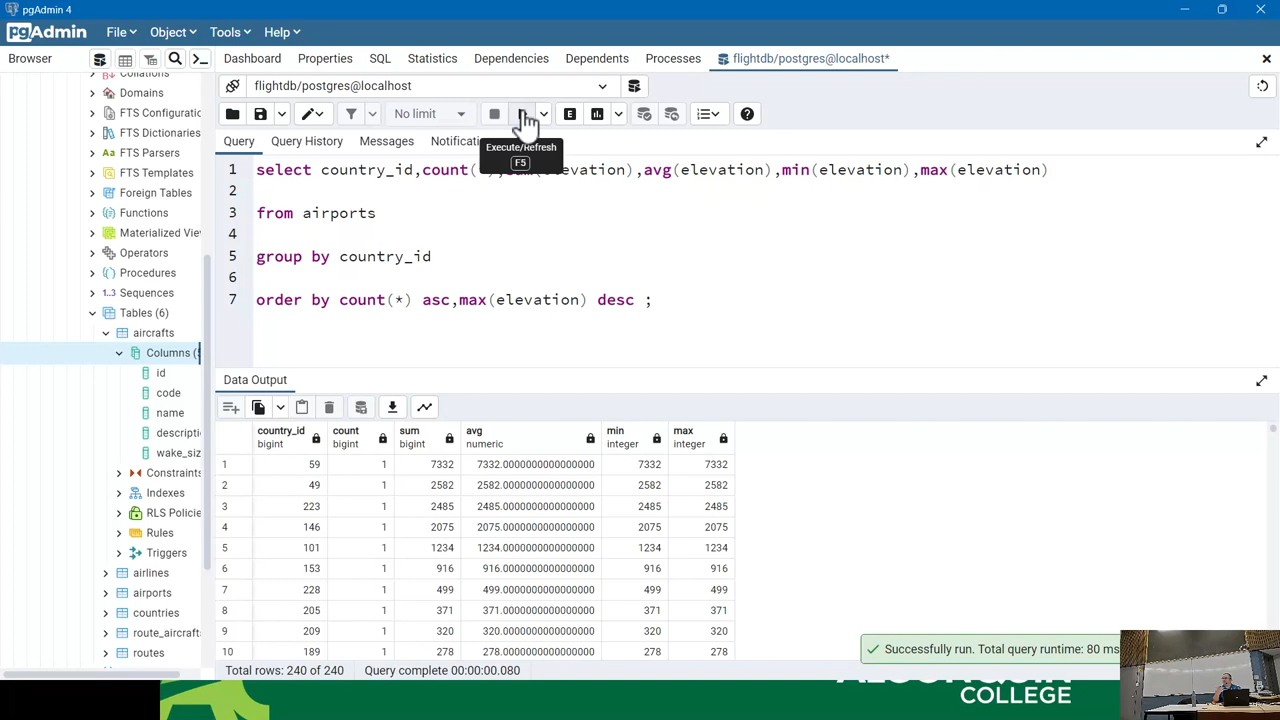 pgAdmin 4
pgAdmin File Object Tools Help
Browser Dashboard Properties SQL Statistics Dependencies Dependents Processes flightdb/postgres@localhost*
flightdb/postgres@localhost
No limit
Query Query History Messages
Execute/Refresh
F5
1 select country_id,count( elevation),avg(elevation),min(elevation),max(elevation)
2
3 from airports
4
5 group by country_id
6
7 order by count(*) asc,max(elevation) desc ;
Collations
Domains
FTS Configuratic
FTS Dictionaries
FTS Parsers
FTS Templates
Foreign Tables
Functions
Materialized Vie
Operators
Procedures
1..3 Sequences
Tables (6)
aircrafts
Columns (
id
code
name
descripti
wake_siz
Constraints
Indexes
RLS Policie
Rules
Triggers
airlines
airports
countries
route_aircraft
routes
Data Output
country_id count sum avg min max
bigint bigint bigint numeric integer integer
1 59 1 7332 7332.0000000000000000 7332 7332
2 49 1 2582 2582.0000000000000000 2582 2582
3 223 1 2485 2485.0000000000000000 2485 2485
4 146 1 2075 2075.0000000000000000 2075 2075
5 101 1 1234 1234.0000000000000000 1234 1234
6 153 1 916 916.0000000000000000 916 916
7 228 1 499 499.0000000000000000 499 499
8 205 1 371 371.0000000000000000 371 371
9 209 1 320 320.0000000000000000 320 320
10 189 1 278 278.0000000000000000 278 278
Successfully run. Total query runtime: 80 ms
Total rows: 240 of 240 Query complete 00:00:00.080
COLLEGE